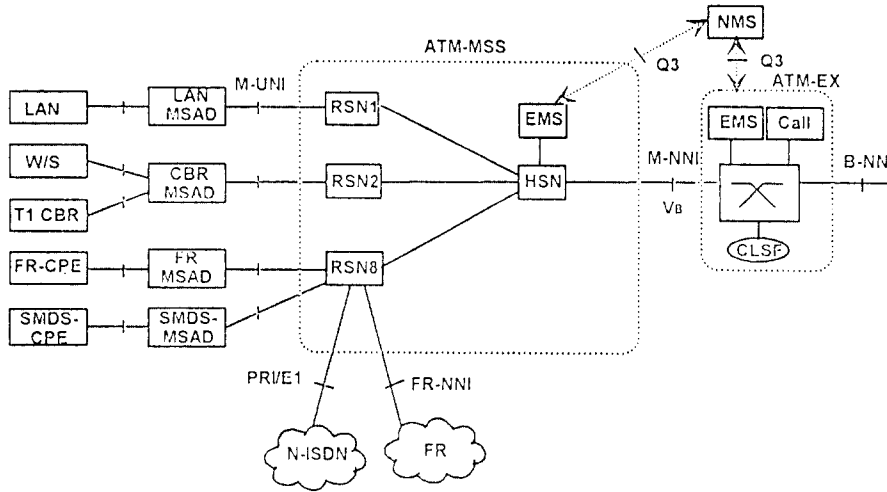 NMS
ATM-MSS
Q3
Q3
ATM-EX
M-UNI
LAN
LAN
MSAD
RSN1
EMS
EMS
Call
W/S
CBR
MSAD
RSN2
HSN
M-NNI
B-NN
T1 CBR
VB
CLSF
FR-CPE
FR
MSAD
RSN8
SMDS-
CPE
SMDS-
MSAD
PRI/E1
FR-NNI
N-ISDN
FR